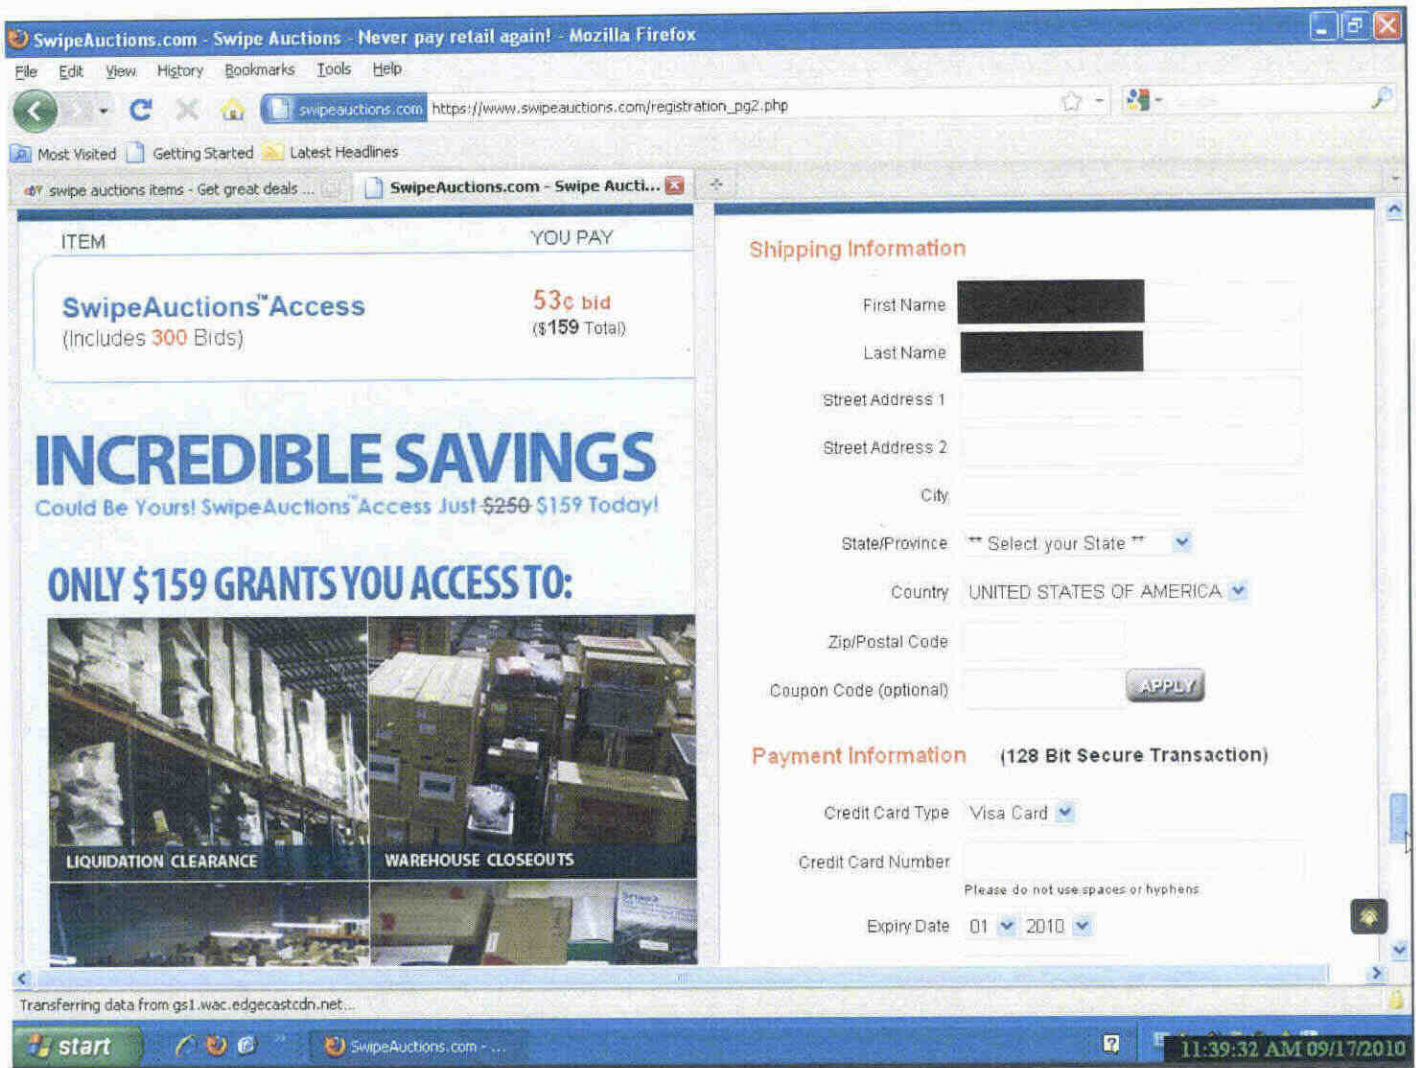 SwipeAuctions.com - Swipe Auctions - Never pay retail again! - Mozilla Firefox
File Edit View History Bookmarks Tools Help
swipeauctions.com https://www.swipeauctions.com/registration_pg2.php
Most Visited Getting Started Latest Headlines
swipe auctions items - Get great deals ... SwipeAuctions.com - Swipe Aucti...
ITEM YOU PAY
SwipeAuctions™Access 53¢ bid
(Includes 300 Bids) ($159 Total)
INCREDIBLE SAVINGS
Could Be Yours! SwipeAuctions™Access Just $250 $159 Today!
ONLY $159 GRANTS YOU ACCESS TO:
LIQUIDATION CLEARANCE
WAREHOUSE CLOSEOUTS
Shipping Information
First Name
Last Name
Street Address 1
Street Address 2
City
State/Province ** Select your State **
Country UNITED STATES OF AMERICA
Zip/Postal Code
Coupon Code (optional) APPLY
Payment Information (128 Bit Secure Transaction)
Credit Card Type Visa Card
Credit Card Number
Please do not use spaces or hyphens
Expiry Date 01 2010
Transferring data from gs1.wac.edgecastcdn.net...
start SwipeAuctions.com - ...
11:39:32 AM 09/17/2010